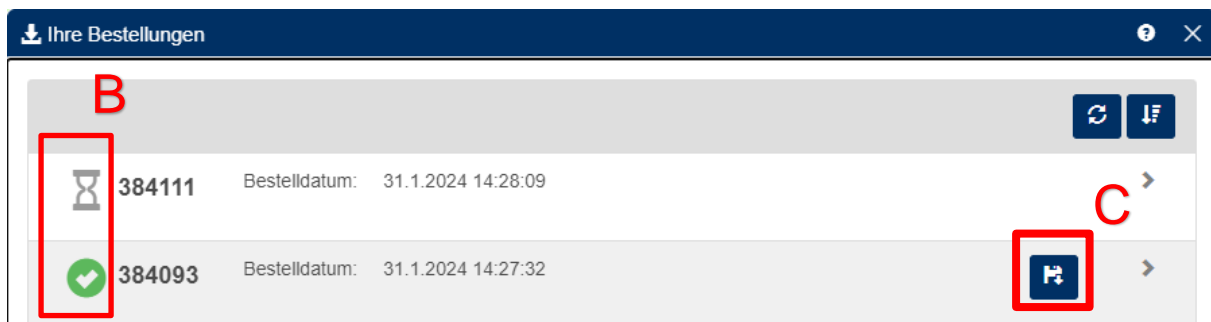 Ihre Bestellungen
B
384111 Bestelldatum: 31.1.2024 14:28:09
C
384093 Bestelldatum: 31.1.2024 14:27:32